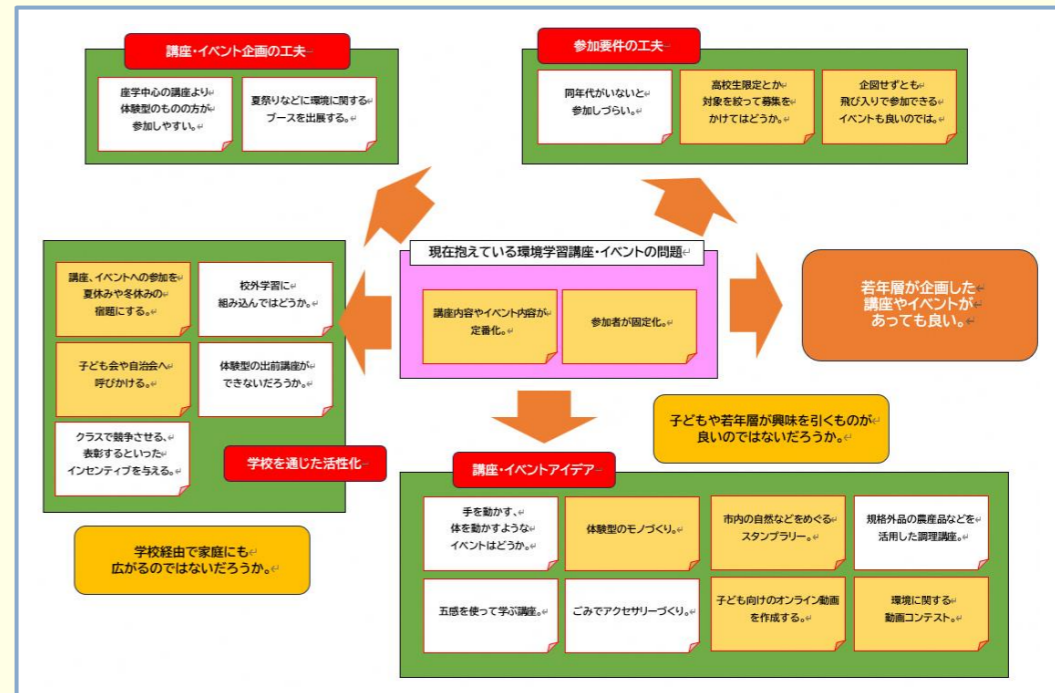 講座・イベント企画の工夫
座学中心の講座より
体験型のものの方が
参加しやすい。
夏祭りなどに環境に関する
ブースを出展する。
参加要件の工夫
同年代がいないと
参加しづらい。
高校生限定とか
対象を絞って募集を
かけてはどうか。
企図せずとも
飛び入りで参加できる
イベントも良いのでは。
現在抱えている環境学習講座・イベントの問題
講座内容やイベント内容が
定番化。
参加者が固定化。
若年層が企画した
講座やイベントが
あっても良い。
講座、イベントへの参加を
夏休みや冬休みの
宿題にする。
校外学習に
組み込んではどうか。
子ども会や自治会へ
呼びかける。
体験型の出前講座が
できないだろうか。
クラスで競争させる、
表彰するといった
インセンティブを与える。
学校を通じた活性化
学校経由で家庭にも
広がるのではないだろうか。
子どもや若年層が興味を引くものが
良いのではないだろうか。
講座・イベントアイデア
手を動かす、
体を動かすような
イベントはどうか。
体験型のモノづくり。
市内の自然などをめぐる
スタンプラリー。
規格外品の農産品などを
活用した調理講座。
五感を使って学ぶ講座。
ごみでアクセサリーづくり。
子ども向けのオンライン動画
を作成する。
環境に関する
動画コンテスト。